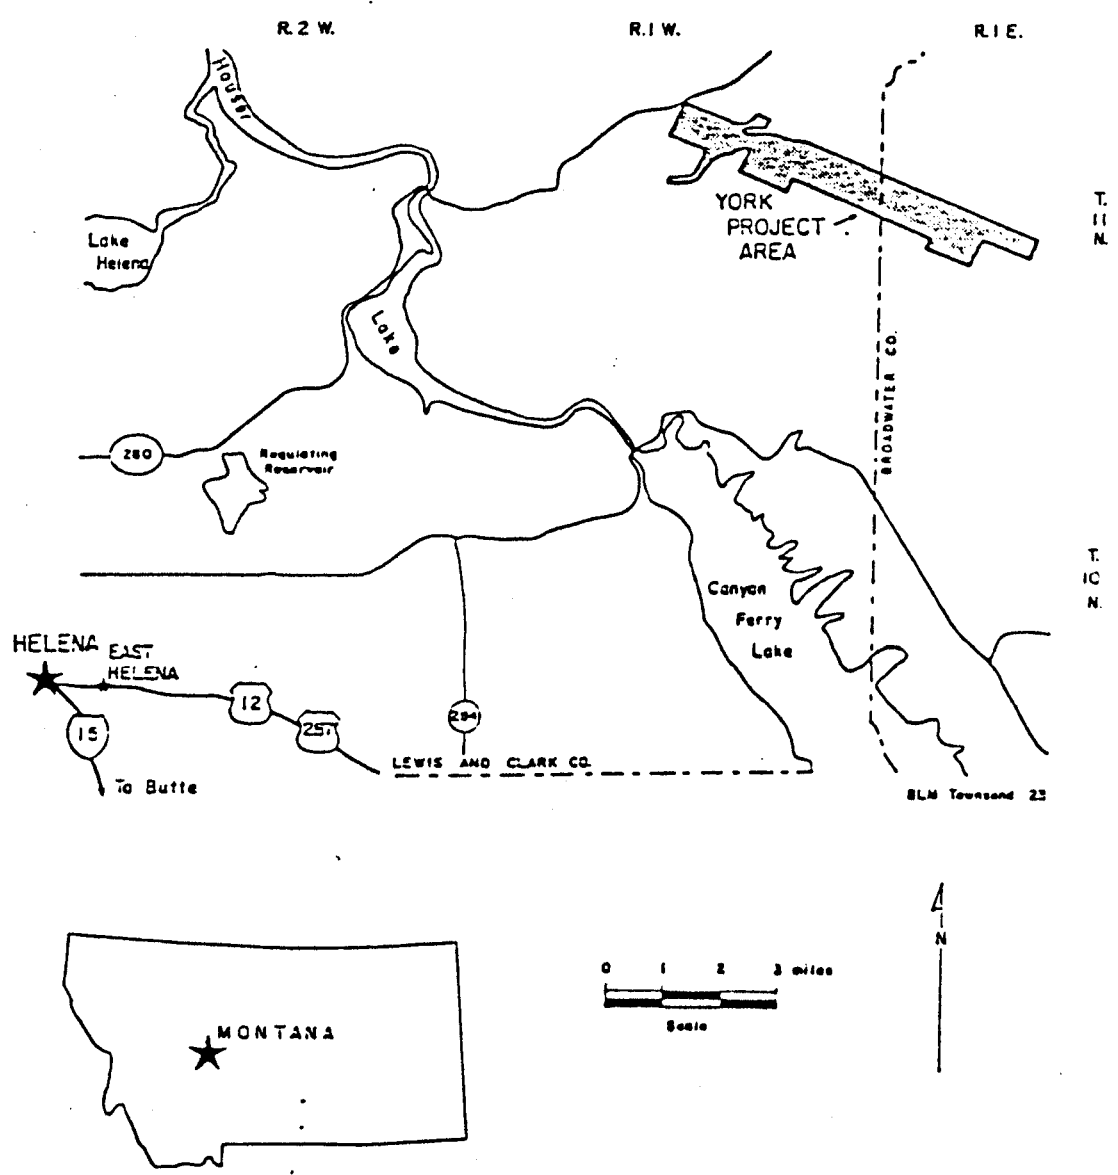 R. 2 W.
R. 1 W.
R. 1 E.
Hauser
Lake
Lake
Helena
YORK
PROJECT
AREA
T.
11
N.
BROADWATER CO.
280
Regulating
Reservoir
T.
10
N.
Canyon
Ferry
Lake
HELENA
EAST
HELENA
12
287
284
15
To Butte
LEWIS AND CLARK CO.
BLM Townsend 23
N
0 1 2 3 miles
Scale
MONTANA